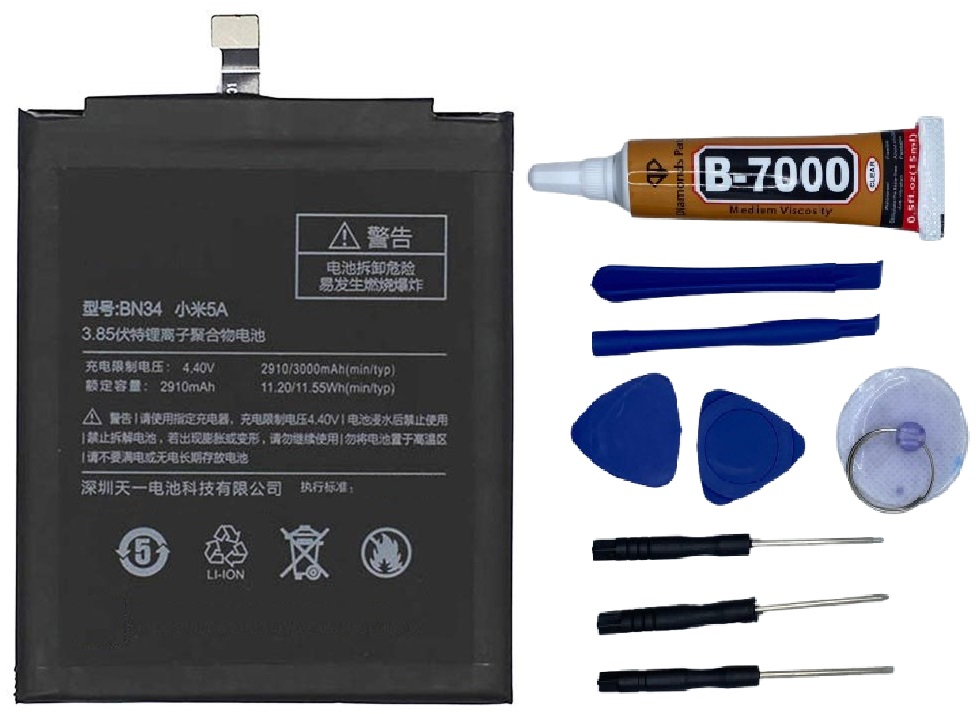 警告
电池拆卸危险
易发生燃烧爆炸
型号:BN34 小米5A
3.85伏特锂离子聚合物电池
充电限制电压: 4.40V 2910/3000mAh(min/typ)
额定容量: 2910mAh 11.20/11.55Wh(min/typ)
警告|请使用指定充电器,充电限制电压4.40V|电池浸水后禁止使用
|禁止拆解电池,若出现膨胀或变形,请勿继续使用|勿将电池置于高温区
|请不要满电或无电长期存放电池
深圳天一电池科技有限公司 执行标准:
5
LI-ION
Diamonds Pa
B-7000
CLEAR
Medium Viscosity
0.5fl.oz(15ml)